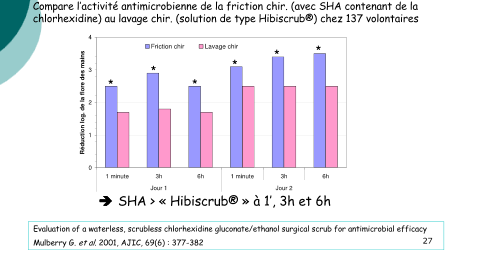 Compare l'activité antimicrobienne de la friction chir. (avec SHA contenant de la
chlorhexidine) au lavage chir. (solution de type Hibiscrub®) chez 137 volontaires
Réduction log. de la flore des mains
4
3
2
1
0
Friction chir
Lavage chir.
* * * * * *
1 minute 3h 6h 1 minute 3h 6h
Jour 1 Jour 2
➔ SHA > « Hibiscrub® » à 1', 3h et 6h
Evaluation of a waterless, scrubless chlorhexidine gluconate/ethanol surgical scrub for antimicrobial efficacy
Mulberry G. et al. 2001, AJIC, 69(6) : 377-382
27